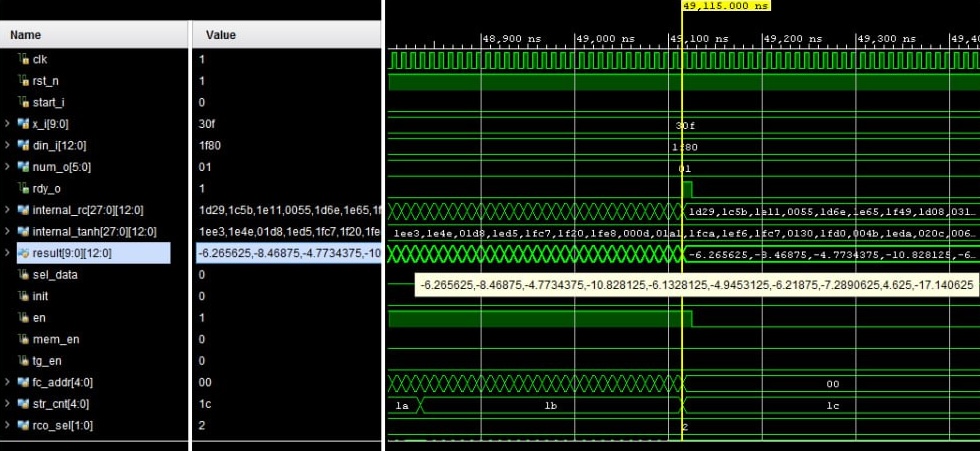 49,115.000 ns
Name Value
48,900 ns 49,000 ns 49,100 ns 49,200 ns 49,300 ns 49,4
clk 1
rst_n 1
start_i 0
x_i[9:0] 30f 30f
din_i[12:0] 1f80 1f80
num_o[5:0] 01 01
rdy_o 1
internal_rc[27:0][12:0] 1d29,1c5b,1e11,0055,1d6e,1e65,1f 1d29,1c5b,1e11,0055,1d6e,1e65,1f49,1d08,031
internal_tanh[27:0][12:0] 1ee3,1e4e,01d8,1ed5,1fc7,1f20,1fe 1ee3,1e4e,01d8,1ed5,1fc7,1f20,1fe8,000d,01a1,1fca,1ef6,1fc7,0130,1fd0,004b,1eda,020c,006
result[9:0][12:0] -6.265625,-8.46875,-4.7734375,-10 -6.265625,-8.46875,-4.7734375,-10.828125,-6
sel_data 0
-6.265625,-8.46875,-4.7734375,-10.828125,-6.1328125,-4.9453125,-6.21875,-7.2890625,4.625,-17.140625
init 0
en 1
mem_en 0
tg_en 0
fc_addr[4:0] 00 00
str_cnt[4:0] 1c 1a 1b 1c
rco_sel[1:0] 2 2